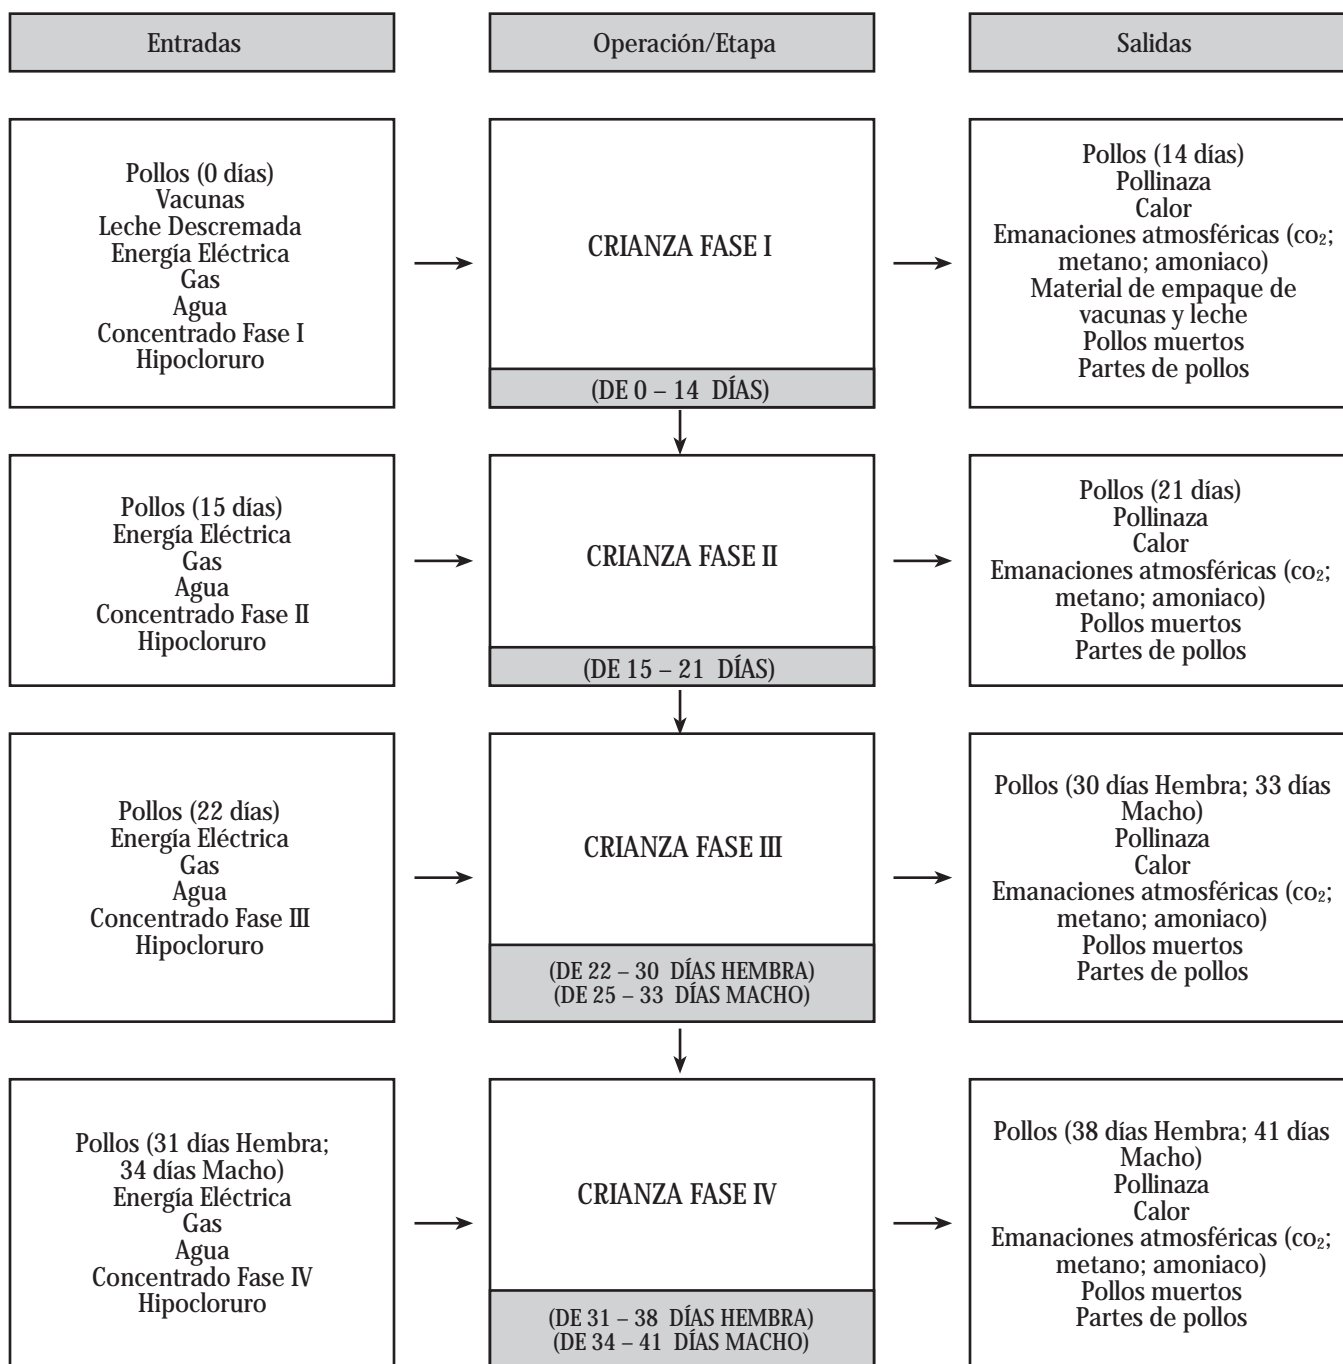 Entradas
Operación/Etapa
Salidas
Pollos (0 días)
Vacunas
Leche Descremada
Energía Eléctrica
Gas
Agua
Concentrado Fase I
Hipocloruro
CRIANZA FASE I
(DE 0 – 14 DÍAS)
Pollos (14 días)
Pollinaza
Calor
Emanaciones atmosféricas (co₂;
metano; amoniaco)
Material de empaque de
vacunas y leche
Pollos muertos
Partes de pollos
Pollos (15 días)
Energía Eléctrica
Gas
Agua
Concentrado Fase II
Hipocloruro
CRIANZA FASE II
(DE 15 – 21 DÍAS)
Pollos (21 días)
Pollinaza
Calor
Emanaciones atmosféricas (co₂;
metano; amoniaco)
Pollos muertos
Partes de pollos
Pollos (22 días)
Energía Eléctrica
Gas
Agua
Concentrado Fase III
Hipocloruro
CRIANZA FASE III
(DE 22 – 30 DÍAS HEMBRA)
(DE 25 – 33 DÍAS MACHO)
Pollos (30 días Hembra; 33 días
Macho)
Pollinaza
Calor
Emanaciones atmosféricas (co₂;
metano; amoniaco)
Pollos muertos
Partes de pollos
Pollos (31 días Hembra;
34 días Macho)
Energía Eléctrica
Gas
Agua
Concentrado Fase IV
Hipocloruro
CRIANZA FASE IV
(DE 31 – 38 DÍAS HEMBRA)
(DE 34 – 41 DÍAS MACHO)
Pollos (38 días Hembra; 41 días
Macho)
Pollinaza
Calor
Emanaciones atmosféricas (co₂;
metano; amoniaco)
Pollos muertos
Partes de pollos